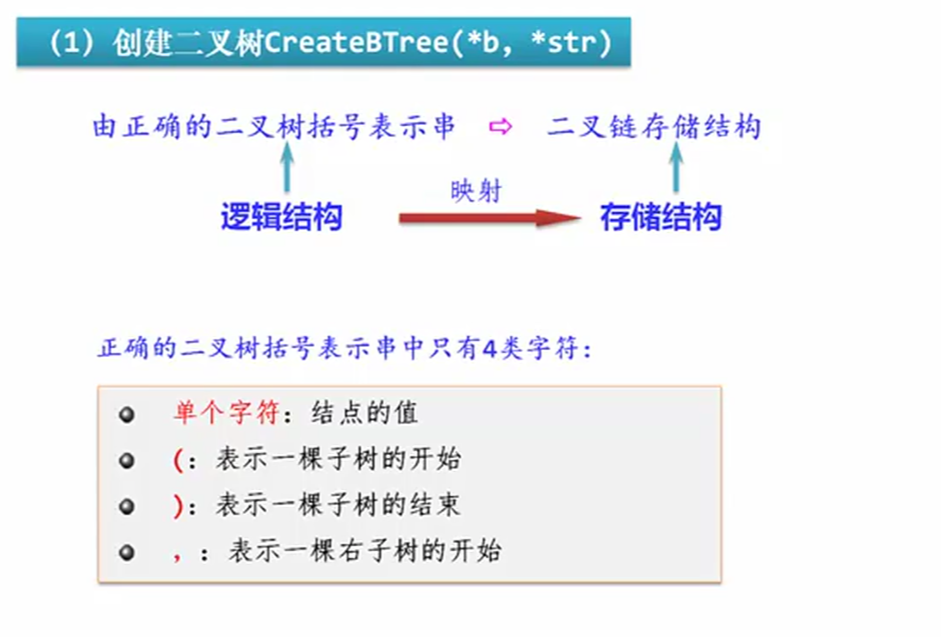 (1) 创建二叉树CreateBTree(*b, *str)
由正确的二叉树括号表示串 ⇨ 二叉链存储结构
映射
逻辑结构 存储结构
正确的二叉树括号表示串中只有4类字符:
单个字符: 结点的值
(: 表示一棵子树的开始
): 表示一棵子树的结束
, : 表示一棵右子树的开始